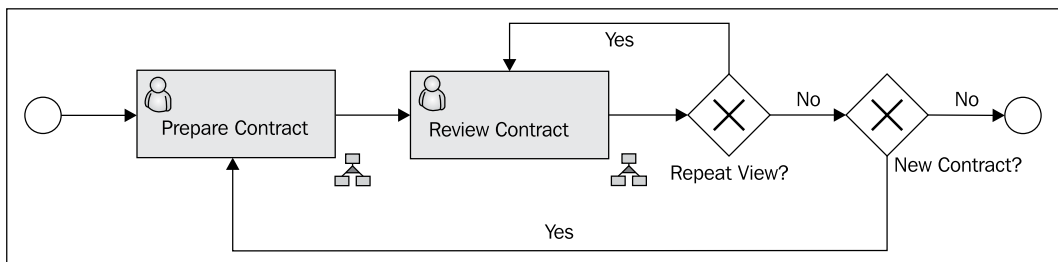 Yes
Prepare Contract
Review Contract
No
No
Repeat View?
New Contract?
Yes